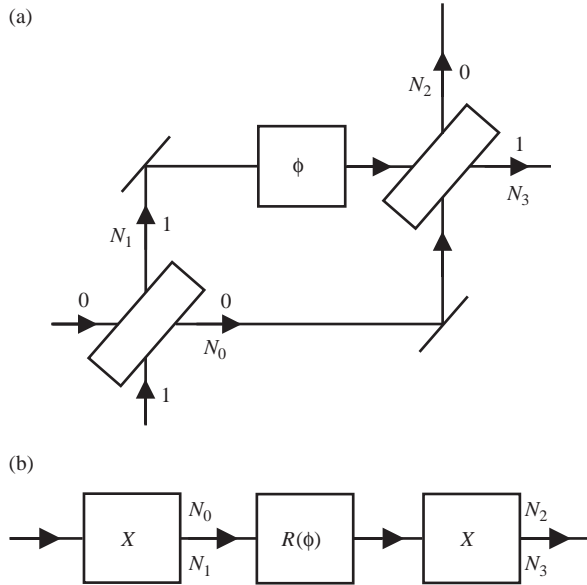 (a)
0
N₂
1
ϕ
N₃
N₁ 1
0 0
N₀
1
(b)
N₀ N₂
X R(ϕ) X
N₁ N₃